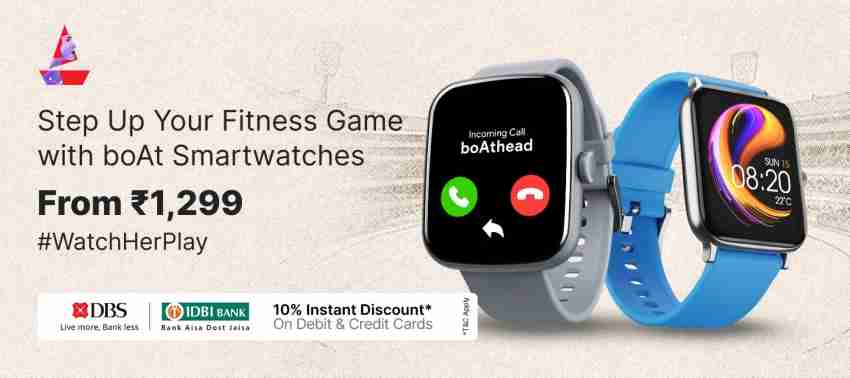 Step Up Your Fitness Game
with boAt Smartwatches
From ₹1,299
#WatchHerPlay
DBS
Live more, Bank less
IDBI BANK
Bank Aisa Dost Jaisa
10% Instant Discount*
On Debit & Credit Cards
*T&C Apply
Incoming Call
boAthead
SUN 15
08:20
22°C